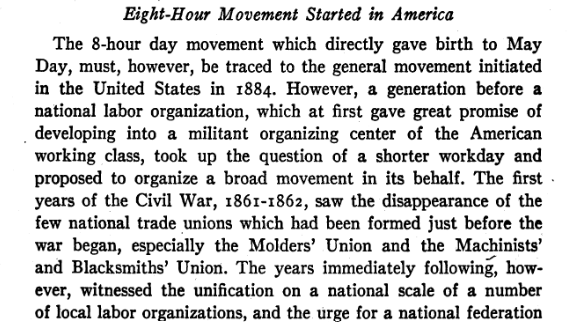 Eight-Hour Movement Started in America
The 8-hour day movement which directly gave birth to May
Day, must, however, be traced to the general movement initiated
in the United States in 1884. However, a generation before a
national labor organization, which at first gave great promise of
developing into a militant organizing center of the American
working class, took up the question of a shorter workday and
proposed to organize a broad movement in its behalf. The first
years of the Civil War, 1861-1862, saw the disappearance of the
few national trade unions which had been formed just before the
war began, especially the Molders' Union and the Machinists'
and Blacksmiths' Union. The years immediately following, how-
ever, witnessed the unification on a national scale of a number
of local labor organizations, and the urge for a national federation